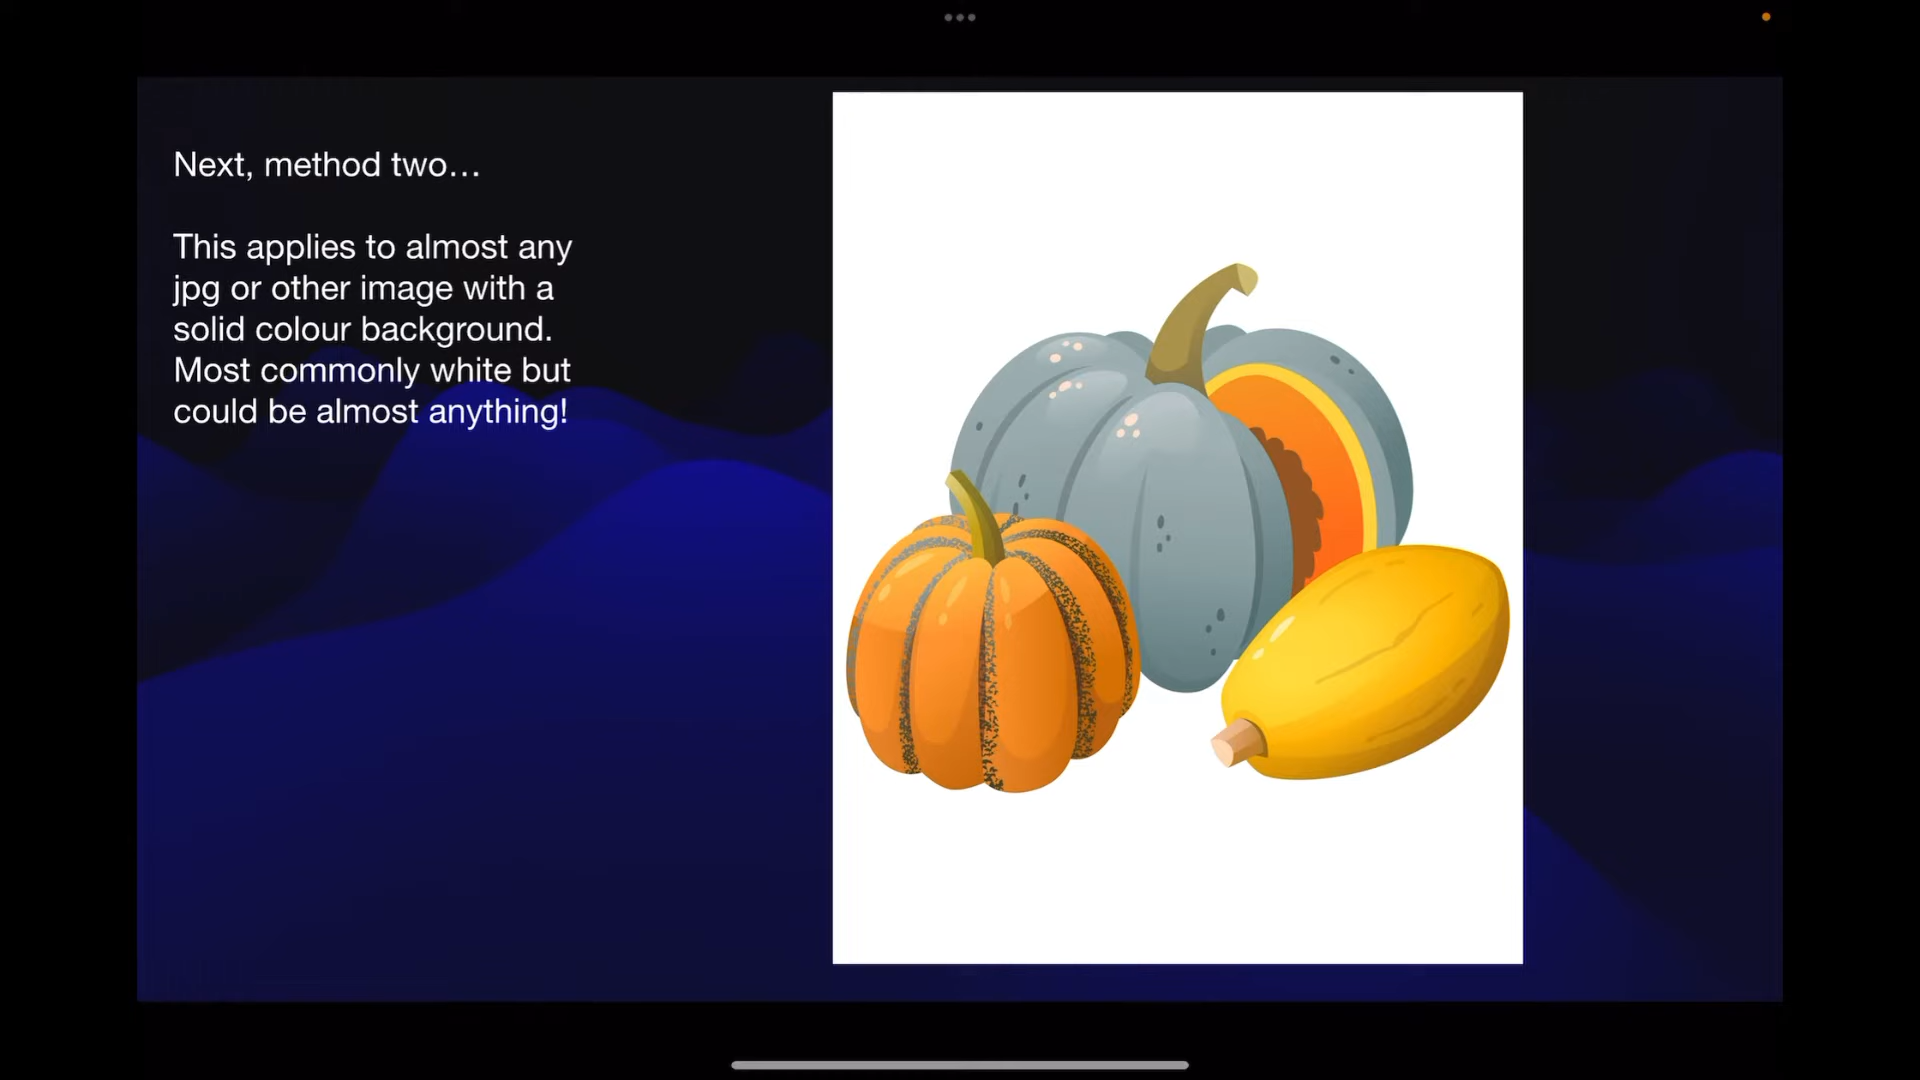 Next, method two…
This applies to almost any
jpg or other image with a
solid colour background.
Most commonly white but
could be almost anything!